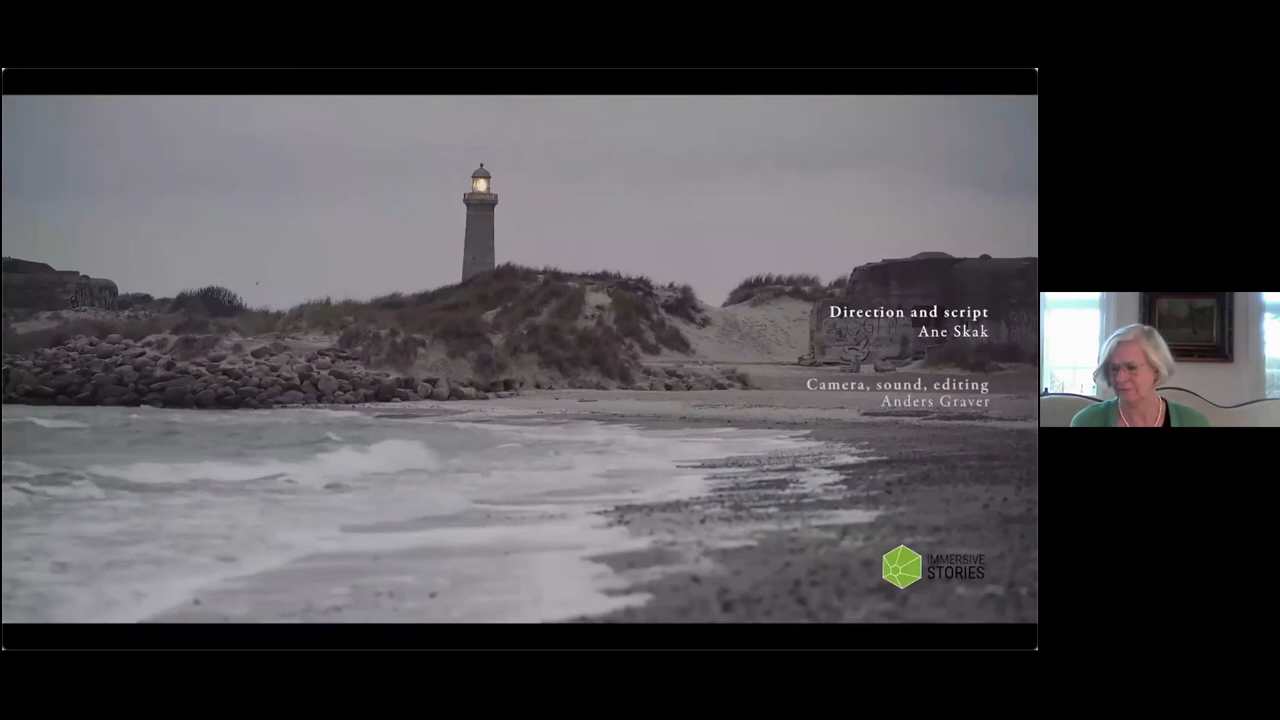 Direction and script
Ane Skak
Camera, sound, editing
Anders Graver
IMMERSIVE
STORIES